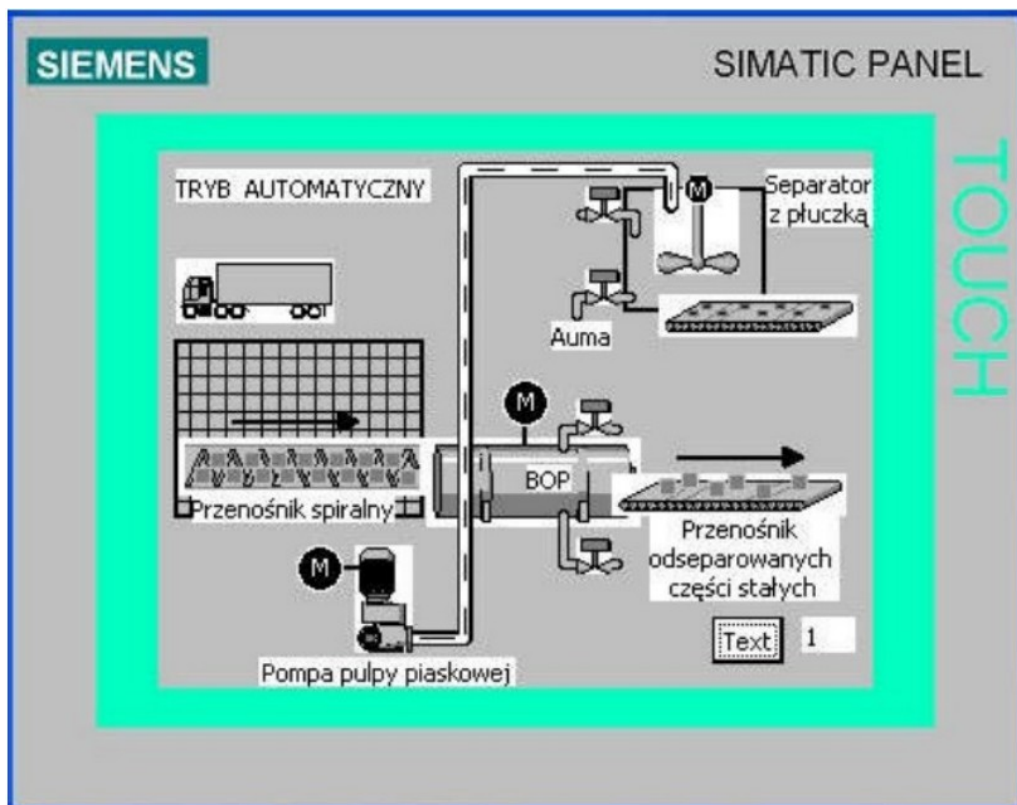 SIEMENS
SIMATIC PANEL
TOUCH
TRYB AUTOMATYCZNY
M
Separator
z płuczką
Auma
M
BOP
Przenośnik spiralny
Przenośnik
odseparowanych
części stałych
M
Text 1
Pompa pulpy piaskowej